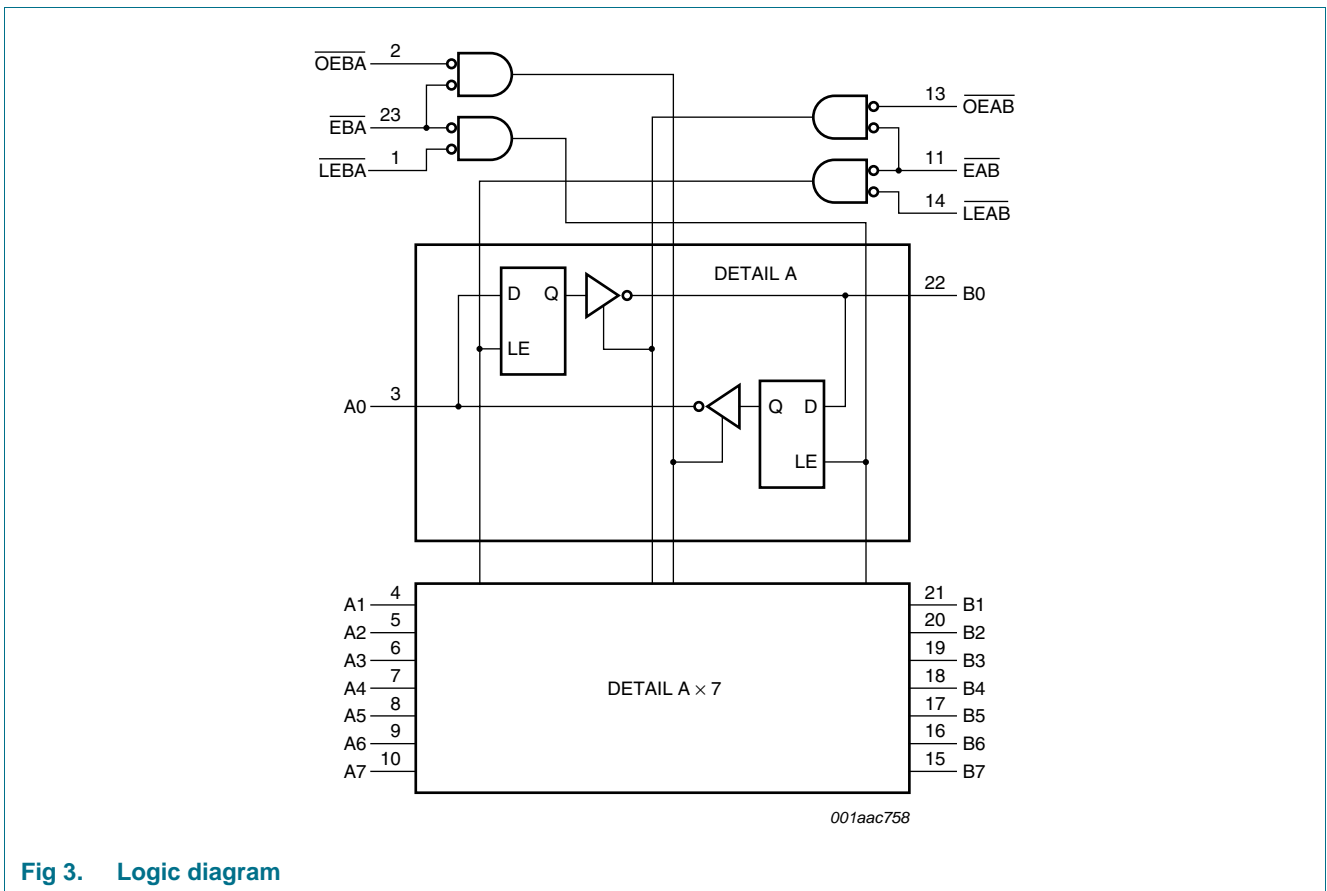 2
OEBA
13
OEAB
23
EBA
1
LEBA
11
EAB
14
LEAB
DETAIL A
D Q
LE
22
B0
3
A0
Q D
LE
4
A1
21
B1
5
A2
20
B2
6
A3
19
B3
7
A4
18
B4
DETAIL A × 7
8
A5
17
B5
9
A6
16
B6
10
A7
15
B7
001aac758
Fig 3. Logic diagram